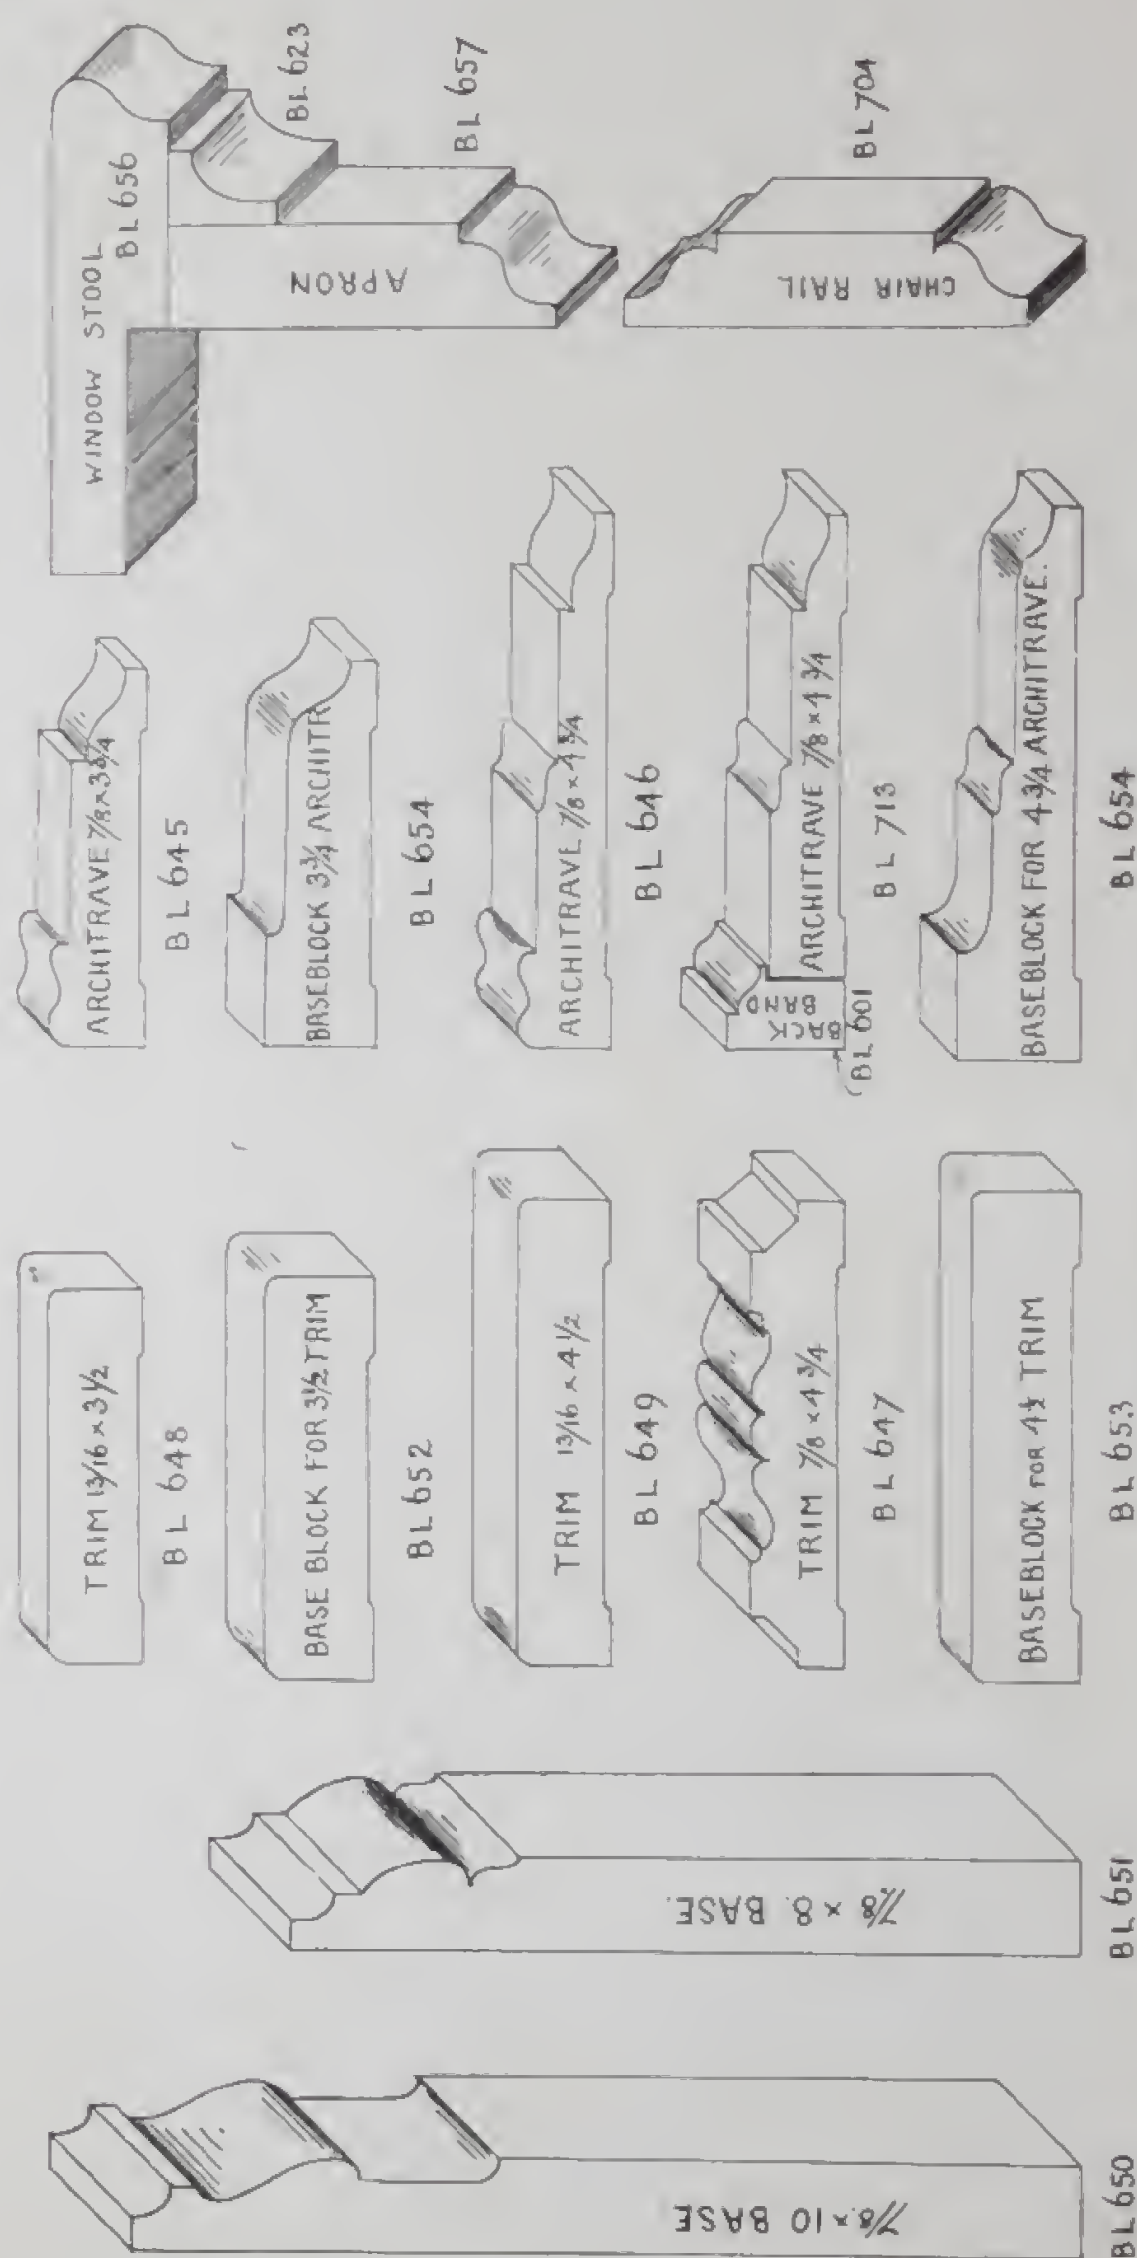 WINDOW STOOL
BL 656
BL 623
APRON
BL 657
CHAIR RAIL
BL 704
ARCHITRAVE 7/8 x 3 3/4
BL 645
BASEBLOCK 3 3/4 ARCHITR
BL 654
ARCHITRAVE 7/8 x 4 3/4
BL 646
BACK
BAND
BL 601
ARCHITRAVE 7/8 x 4 3/4
BL 713
BASEBLOCK FOR 4 3/4 ARCHITRAVE.
BL 654
TRIM 13/16 x 3 1/2
BL 648
BASE BLOCK FOR 3 1/2 TRIM
BL 652
TRIM 13/16 x 4 1/2
BL 649
TRIM 7/8 x 4 3/4
BL 647
BASEBLOCK FOR 4 1/2 TRIM
BL 653
7/8 x 8 BASE.
BL 651
7/8 x 10 BASE
BL 650